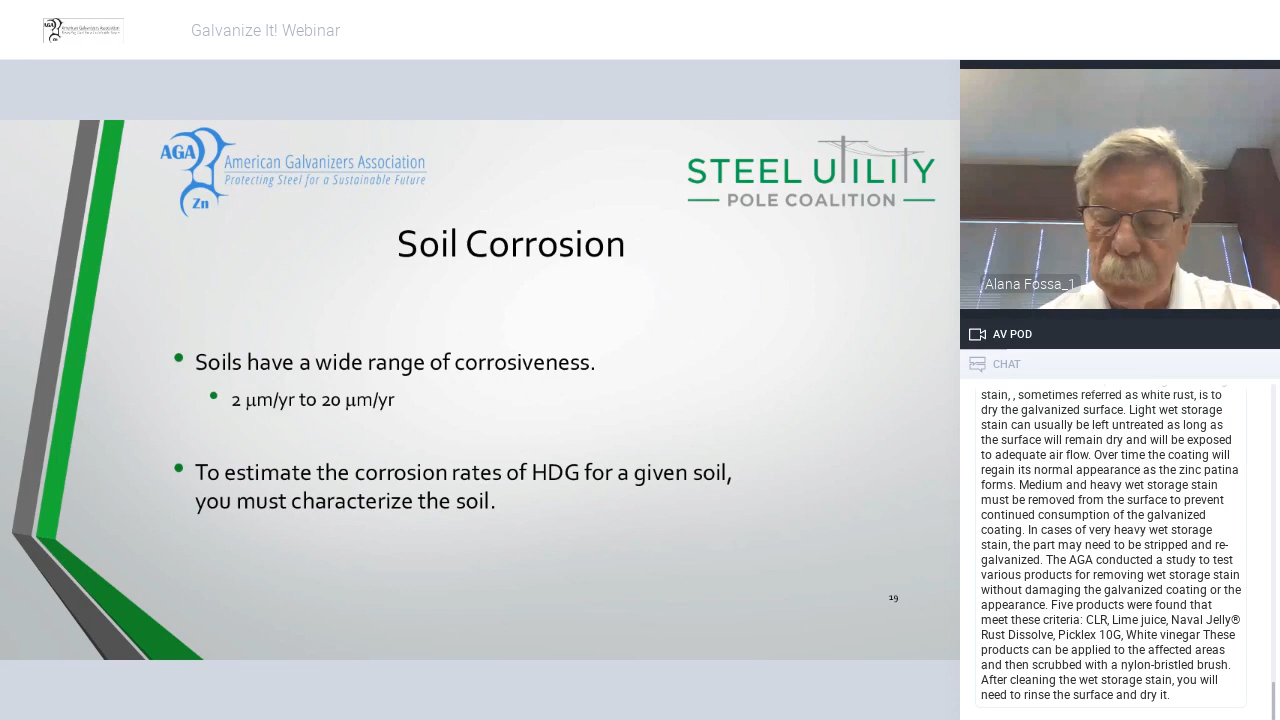 Galvanize It! Webinar
AGA
American Galvanizers Association
Protecting Steel for a Sustainable Future
Zn
STEEL UTILITY
POLE COALITION
Soil Corrosion
• Soils have a wide range of corrosiveness.
• 2 µm/yr to 20 µm/yr
• To estimate the corrosion rates of HDG for a given soil,
you must characterize the soil.
19
Alana Fossa_1
AV POD
CHAT
stain, , sometimes referred as white rust, is to
dry the galvanized surface. Light wet storage
stain can usually be left untreated as long as
the surface will remain dry and will be exposed
to adequate air flow. Over time the coating will
regain its normal appearance as the zinc patina
forms. Medium and heavy wet storage stain
must be removed from the surface to prevent
continued consumption of the galvanized
coating. In cases of very heavy wet storage
stain, the part may need to be stripped and re-
galvanized. The AGA conducted a study to test
various products for removing wet storage stain
without damaging the galvanized coating or the
appearance. Five products were found that
meet these criteria: CLR, Lime juice, Naval Jelly®
Rust Dissolve, Picklex 10G, White vinegar These
products can be applied to the affected areas
and then scrubbed with a nylon-bristled brush.
After cleaning the wet storage stain, you will
need to rinse the surface and dry it.